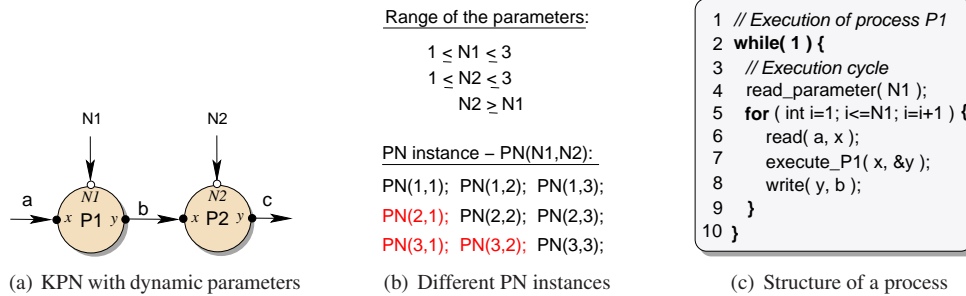 N1 N2
N1 N2
a x P1 y b x P2 y c
(a) KPN with dynamic parameters
Range of the parameters:
1 ≤ N1 ≤ 3
1 ≤ N2 ≤ 3
N2 ≥ N1
PN instance – PN(N1,N2):
PN(1,1); PN(1,2); PN(1,3);
PN(2,1); PN(2,2); PN(2,3);
PN(3,1); PN(3,2); PN(3,3);
(b) Different PN instances
1 // Execution of process P1
2 while( 1 ) {
3 // Execution cycle
4 read_parameter( N1 );
5 for ( int i=1; i<=N1; i=i+1 ) {
6 read( a, x );
7 execute_P1( x, &y );
8 write( y, b );
9 }
10 }
(c) Structure of a process